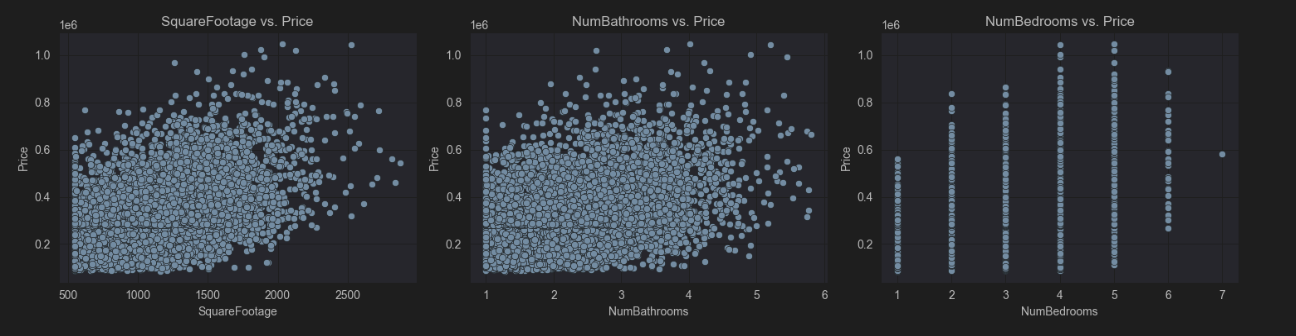 SquareFootage vs. Price
1e6
1.0
0.8
0.6
0.4
0.2
Price
500 1000 1500 2000 2500
SquareFootage
NumBathrooms vs. Price
1e6
1.0
0.8
0.6
0.4
0.2
Price
1 2 3 4 5 6
NumBathrooms
NumBedrooms vs. Price
1e6
1.0
0.8
0.6
0.4
0.2
Price
1 2 3 4 5 6 7
NumBedrooms